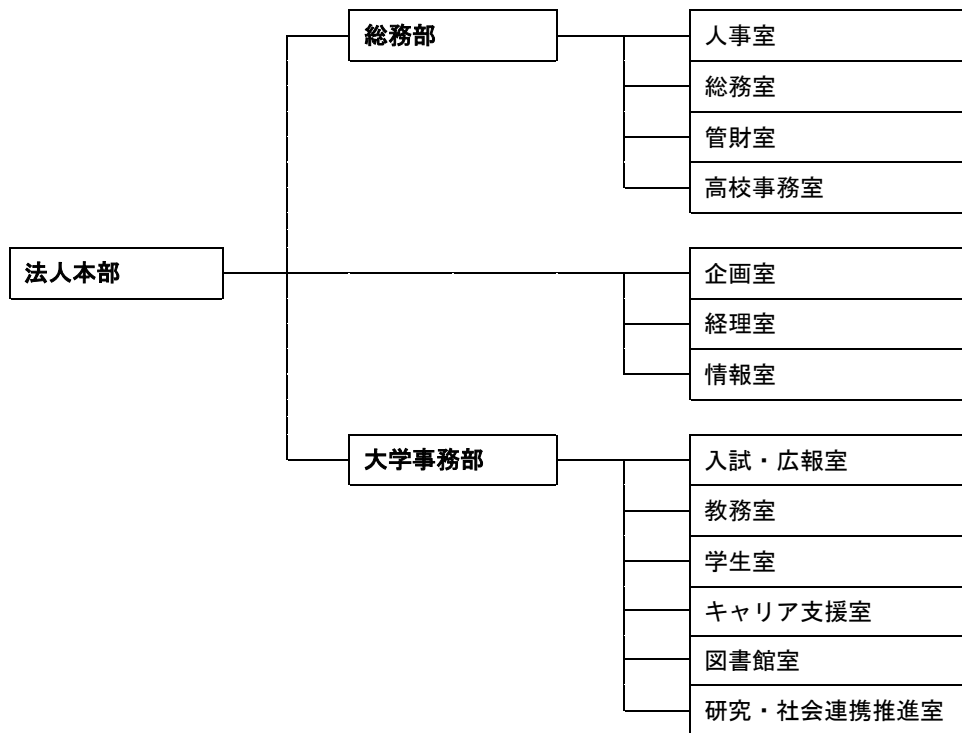 総務部
人事室
総務室
管財室
高校事務室
法人本部
企画室
経理室
情報室
大学事務部
入試・広報室
教務室
学生室
キャリア支援室
図書館室
研究・社会連携推進室